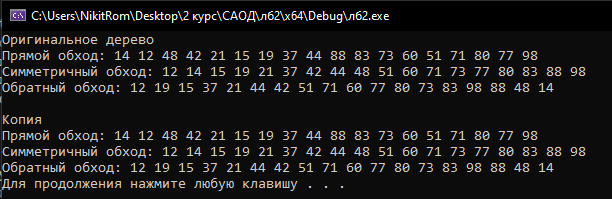 C:\Users\NikitRom\Desktop\2 курс\САОД\л62\x64\Debug\л62.exe
Оригинальное дерево
Прямой обход: 14 12 48 42 21 15 19 37 44 88 83 73 60 51 71 80 77 98
Симметричный обход: 12 14 15 19 21 37 42 44 48 51 60 71 73 77 80 83 88 98
Обратный обход: 12 19 15 37 21 44 42 51 71 60 77 80 73 83 98 88 48 14
Копия
Прямой обход: 14 12 48 42 21 15 19 37 44 88 83 73 60 51 71 80 77 98
Симметричный обход: 12 14 15 19 21 37 42 44 48 51 60 71 73 77 80 83 88 98
Обратный обход: 12 19 15 37 21 44 42 51 71 60 77 80 73 83 98 88 48 14
Для продолжения нажмите любую клавишу . . .